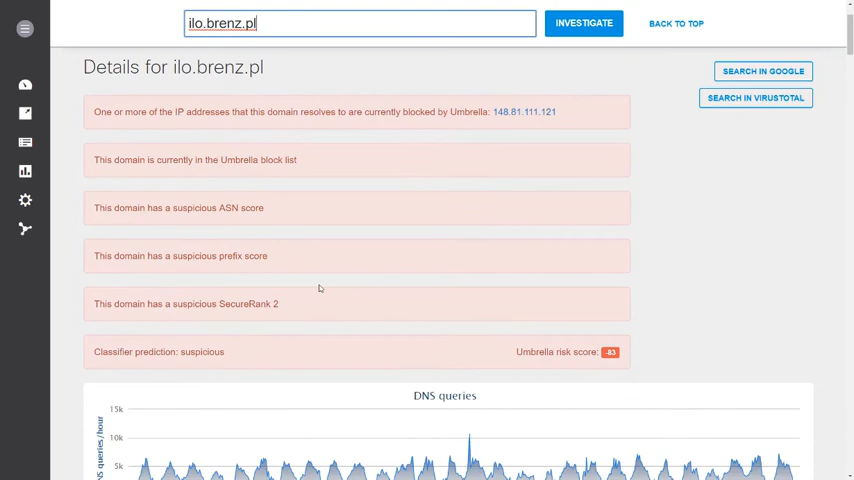 ilo.brenz.pl
INVESTIGATE
BACK TO TOP
Details for ilo.brenz.pl
SEARCH IN GOOGLE
SEARCH IN VIRUSTOTAL
One or more of the IP addresses that this domain resolves to are currently blocked by Umbrella: 148.81.111.121
This domain is currently in the Umbrella block list
This domain has a suspicious ASN score
This domain has a suspicious prefix score
This domain has a suspicious SecureRank 2
Classifier prediction: suspicious
Umbrella risk score: -83
DNS queries
15k
10k
5k
queries/hour